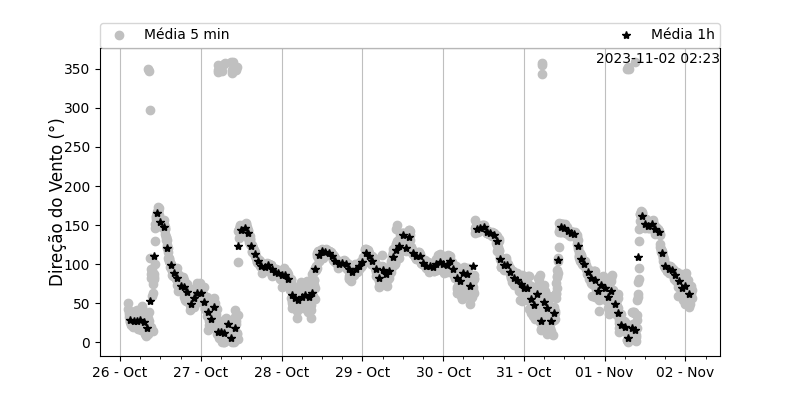 Média 5 min
Média 1h
2023-11-02 02:23
Direção do Vento (°)
350
300
250
200
150
100
50
0
26 - Oct
27 - Oct
28 - Oct
29 - Oct
30 - Oct
31 - Oct
01 - Nov
02 - Nov